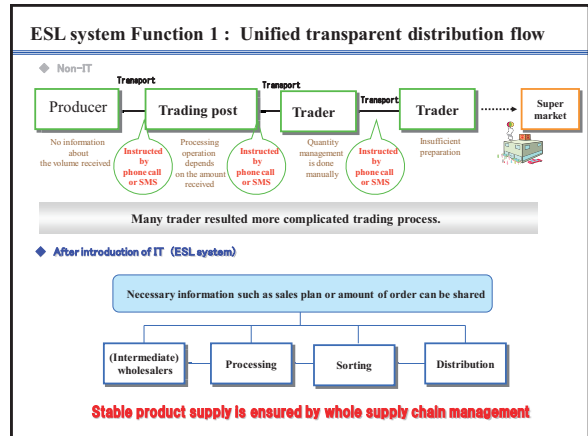 ESL system Function 1 :  Unified transparent distribution flow
◆ Non-IT
Transport
Transport
Transport
Producer
Trading post
Trader
Trader
Super
market
No information
about
the volume received
Instructed
by
phone call
or SMS
Processing
operation
depends
on the amount
received
Instructed
by
phone call
or SMS
Quantity
management
is done
manually
Instructed
by
phone call
or SMS
Insufficient
preparation
Many trader resulted more complicated trading process.
◆ After introduction of IT (ESL system)
Necessary information such as sales plan or amount of order can be shared
(Intermediate)
wholesalers
Processing
Sorting
Distribution
Stable product supply is ensured by whole supply chain management